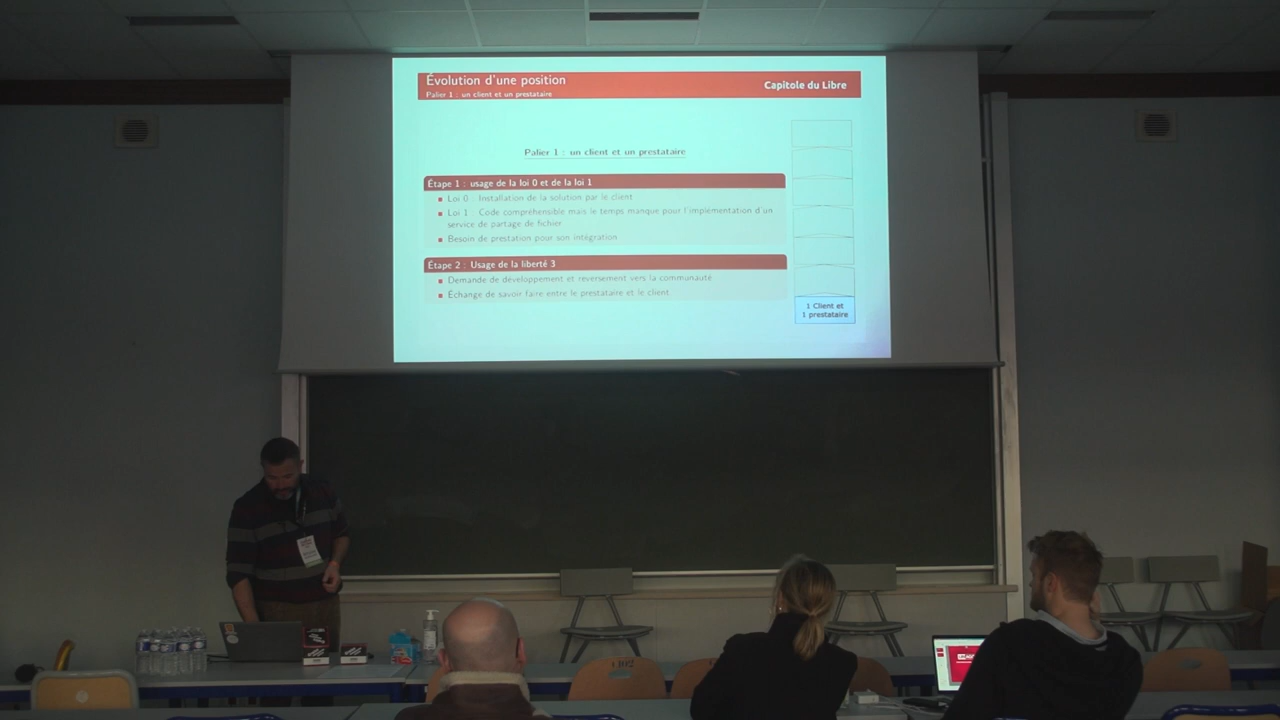 Évolution d'une position
Palier 1 : un client et un prestataire
Capitole du Libre
Palier 1 : un client et un prestataire
Étape 1 : usage de la loi 0 et de la loi 1
Loi 0 : Installation de la solution par le client
Loi 1 : Code compréhensible mais le temps manque pour l'implémentation d'un
service de partage de fichier
Besoin de prestation pour son intégration
Étape 2 : Usage de la liberté 3
Demande de développement et reversement vers la communauté
Échange de savoir faire entre le prestataire et le client
1 Client et
1 prestataire